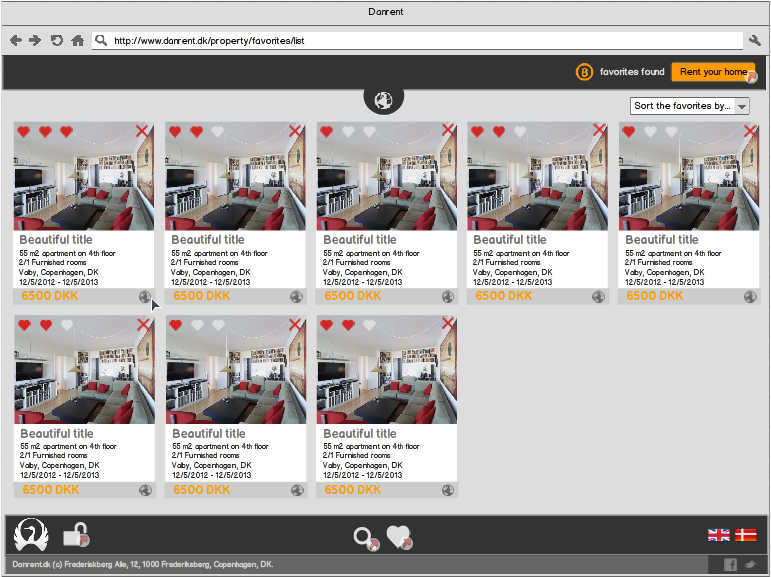 Danrent
http://www.danrent.dk/property/favorites/list
8 favorites found Rent your home
Sort the favorites by...
Beautiful title
55 m2 apartment on 4th floor
2/1 Furnished rooms
Valby, Copenhagen, DK
12/5/2012 - 12/5/2013
6500 DKK
Beautiful title
55 m2 apartment on 4th floor
2/1 Furnished rooms
Valby, Copenhagen, DK
12/5/2012 - 12/5/2013
6500 DKK
Beautiful title
55 m2 apartment on 4th floor
2/1 Furnished rooms
Valby, Copenhagen, DK
12/5/2012 - 12/5/2013
6500 DKK
Beautiful title
55 m2 apartment on 4th floor
2/1 Furnished rooms
Valby, Copenhagen, DK
12/5/2012 - 12/5/2013
6500 DKK
Beautiful title
55 m2 apartment on 4th floor
2/1 Furnished rooms
Valby, Copenhagen, DK
12/5/2012 - 12/5/2013
6500 DKK
Beautiful title
55 m2 apartment on 4th floor
2/1 Furnished rooms
Valby, Copenhagen, DK
12/5/2012 - 12/5/2013
6500 DKK
Beautiful title
55 m2 apartment on 4th floor
2/1 Furnished rooms
Valby, Copenhagen, DK
12/5/2012 - 12/5/2013
6500 DKK
Beautiful title
55 m2 apartment on 4th floor
2/1 Furnished rooms
Valby, Copenhagen, DK
12/5/2012 - 12/5/2013
6500 DKK
Danrent.dk (c) Frederiskberg Alle, 12, 1000 Frederiksberg, Copenhagen, DK.